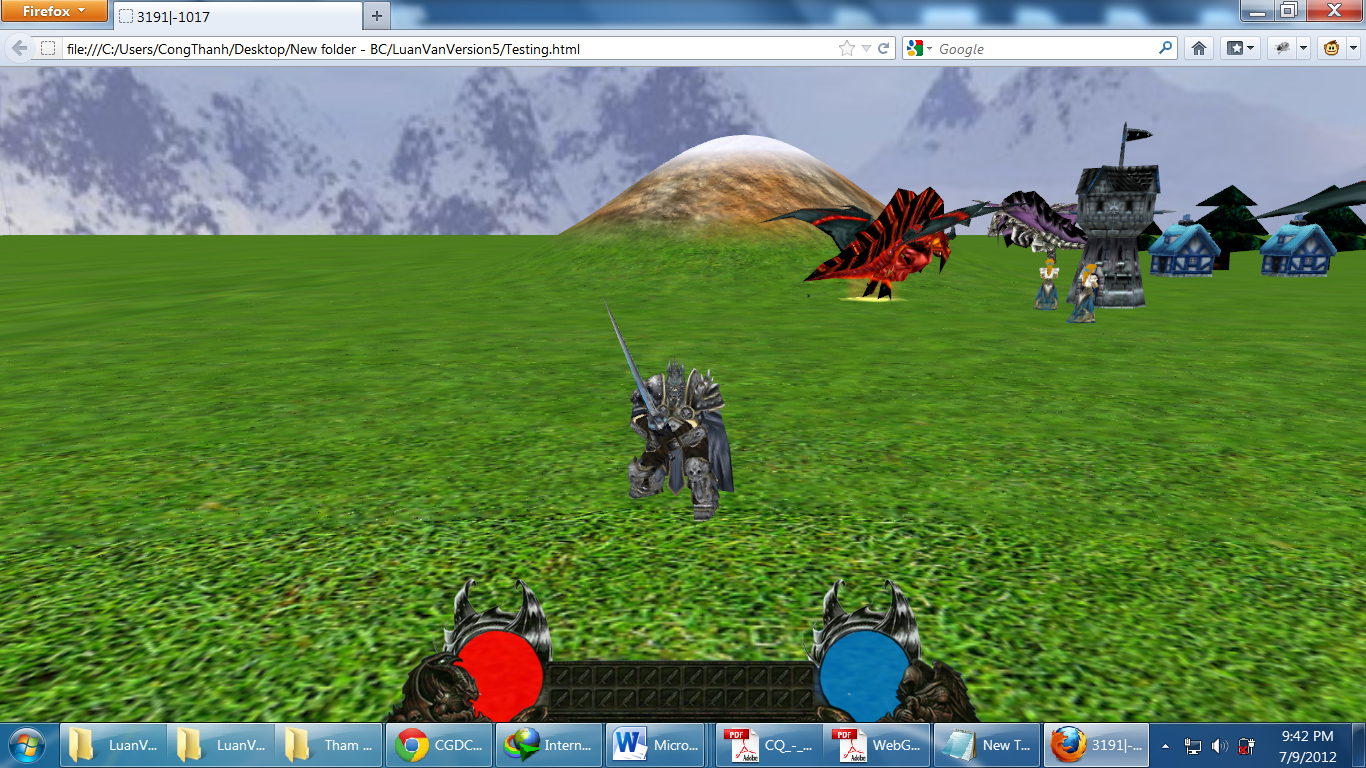 Firefox
3191|-1017
file:///C:/Users/CongThanh/Desktop/New folder - BC/LuanVanVersion5/Testing.html
Google
LuanV...
LuanV...
Tham ...
CGDC...
Intern...
Micro...
CQ_-_...
WebG...
New T...
3191|-...
9:42 PM
7/9/2012